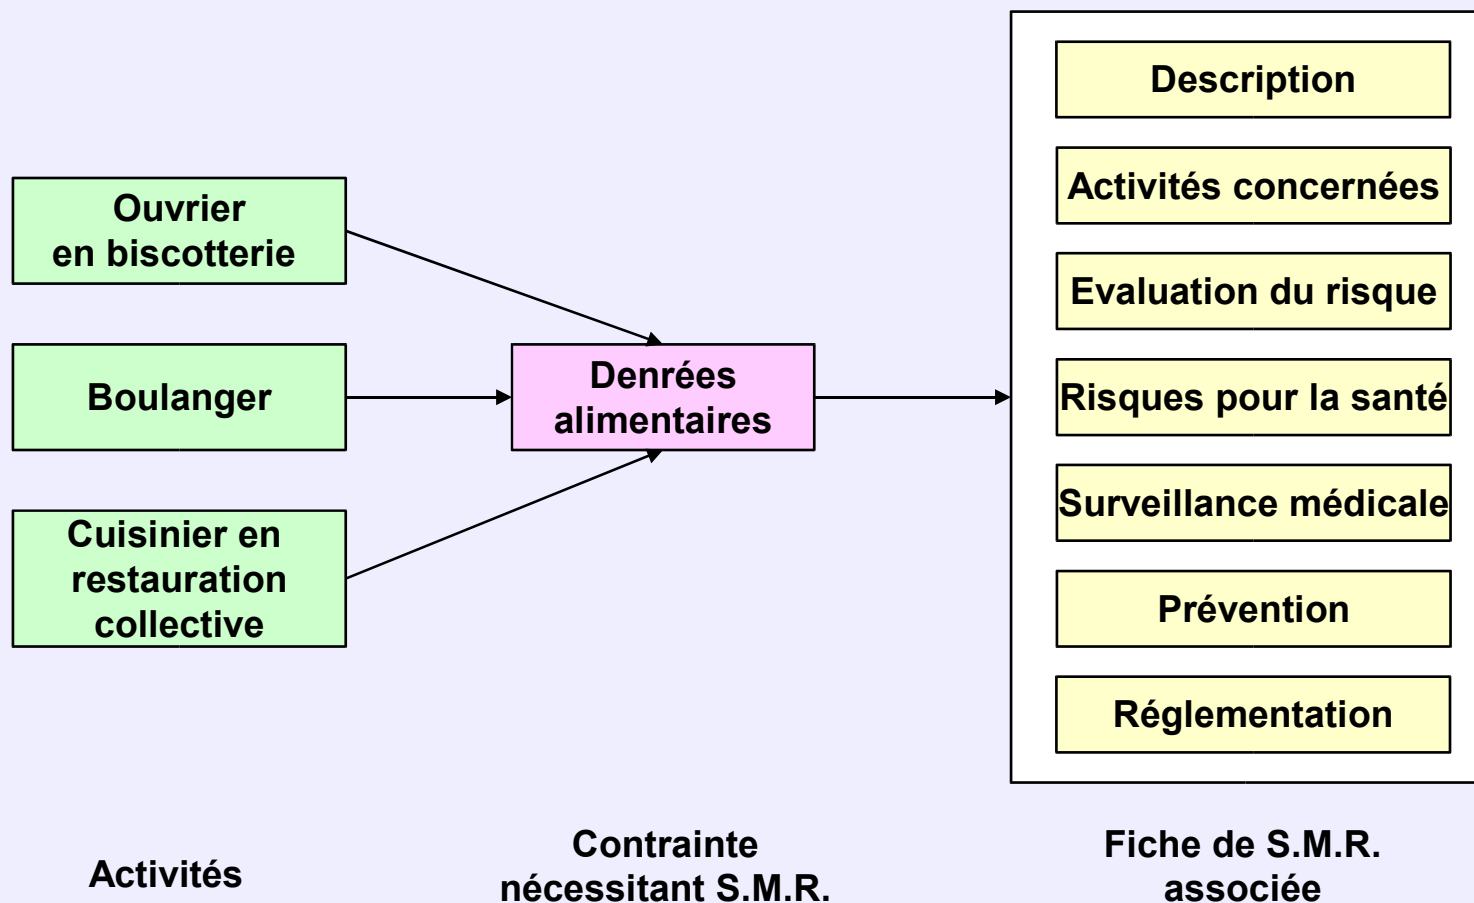 Ouvrier
en biscotterie
Boulanger
Cuisinier en
restauration
collective
Denrées
alimentaires
Description
Activités concernées
Evaluation du risque
Risques pour la santé
Surveillance médicale
Prévention
Réglementation
Activités
Contrainte
nécessitant S.M.R.
Fiche de S.M.R.
associée